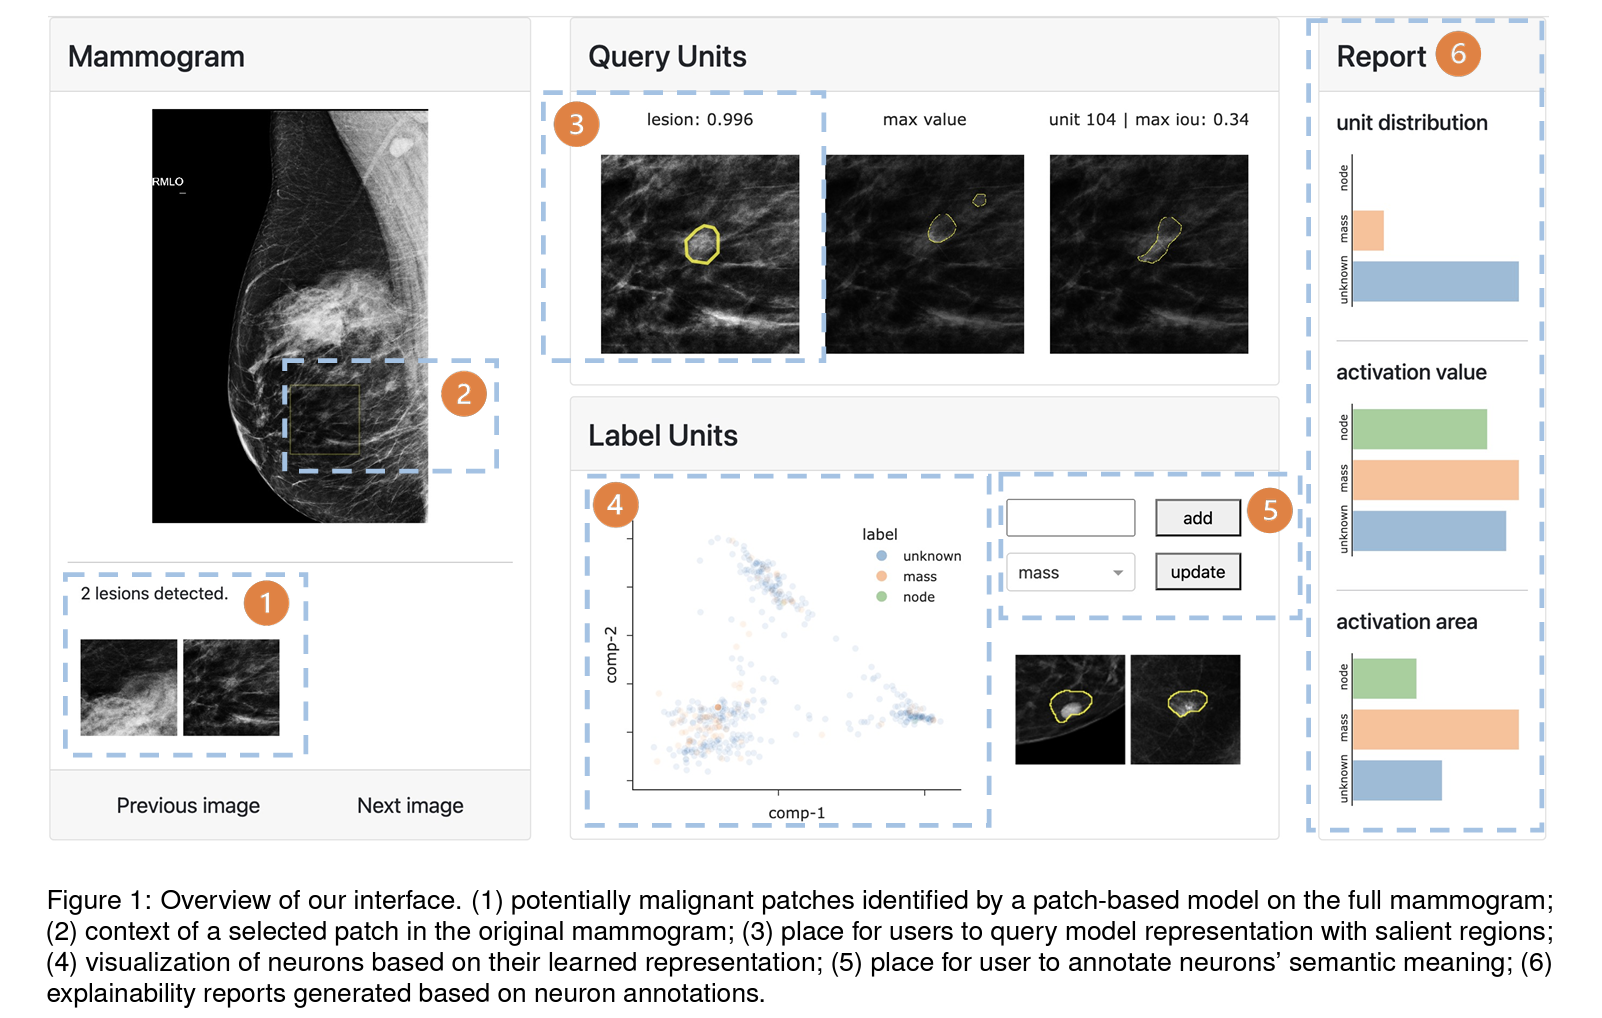 Mammogram
RMLO
2
2 lesions detected.
1
Previous image
Next image
Query Units
3
lesion: 0.996
max value
unit 104 | max iou: 0.34
Label Units
4
label
unknown
mass
node
comp-2
comp-1
add
5
mass
update
Report
6
unit distribution
node
mass
unknown
activation value
node
mass
unknown
activation area
node
mass
unknown
Figure 1: Overview of our interface. (1) potentially malignant patches identified by a patch-based model on the full mammogram;
(2) context of a selected patch in the original mammogram; (3) place for users to query model representation with salient regions;
(4) visualization of neurons based on their learned representation; (5) place for user to annotate neurons’ semantic meaning; (6)
explainability reports generated based on neuron annotations.